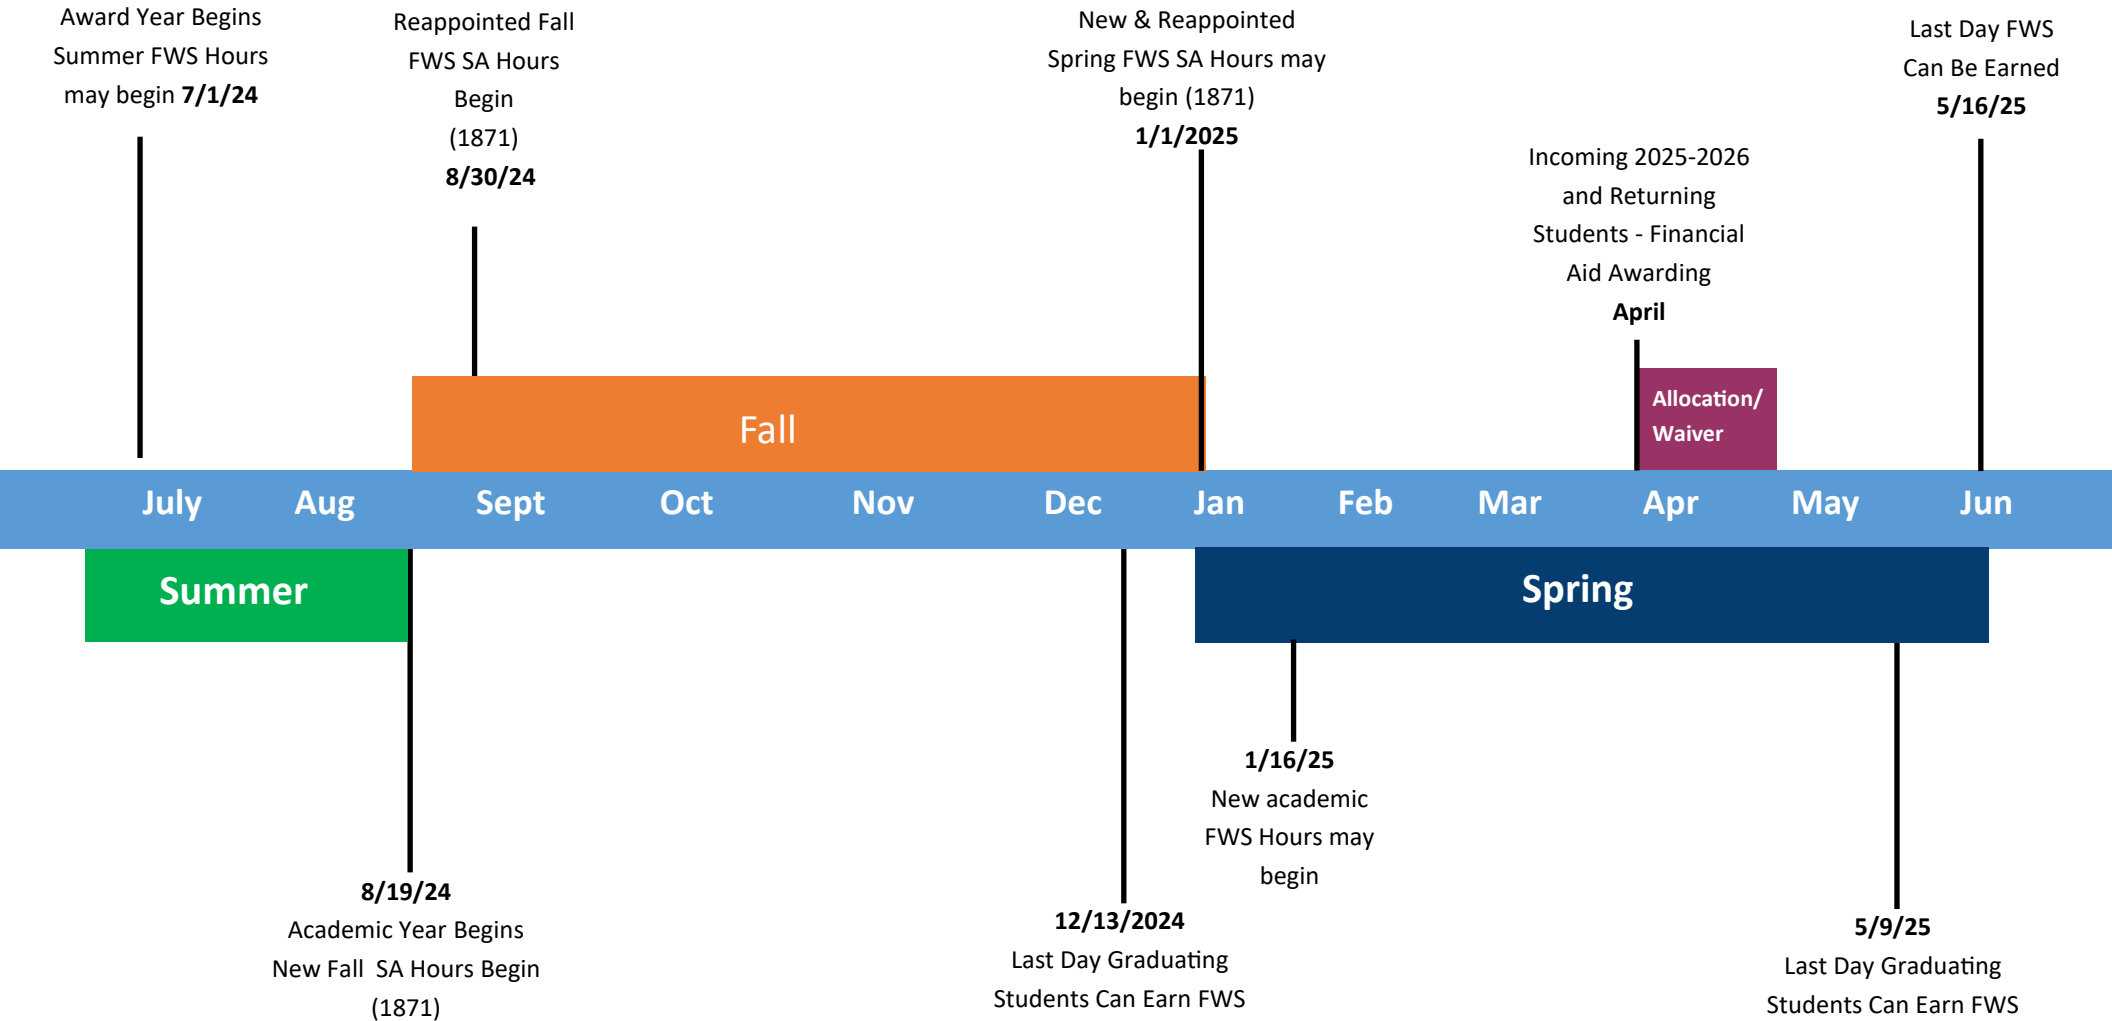 Award Year Begins
Summer FWS Hours
may begin 7/1/24
Reappointed Fall
FWS SA Hours
Begin
(1871)
8/30/24
New & Reappointed
Spring FWS SA Hours may
begin (1871)
1/1/2025
Incoming 2025-2026
and Returning
Students - Financial
Aid Awarding
April
Last Day FWS
Can Be Earned
5/16/25
Fall
Allocation/
Waiver
July Aug Sept Oct Nov Dec Jan Feb Mar Apr May Jun
Summer
Spring
8/19/24
Academic Year Begins
New Fall  SA Hours Begin
(1871)
12/13/2024
Last Day Graduating
Students Can Earn FWS
1/16/25
New academic
FWS Hours may
begin
5/9/25
Last Day Graduating
Students Can Earn FWS